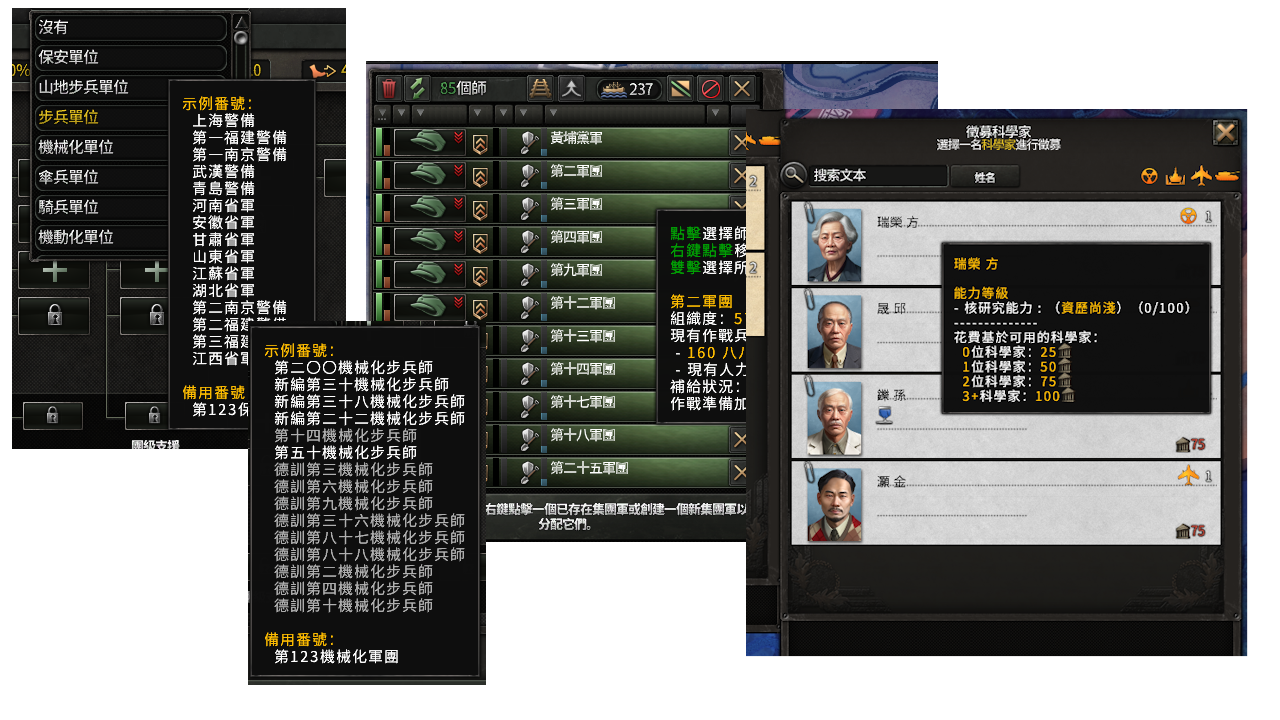 沒有
保安單位
山地步兵單位
步兵單位
機械化單位
傘兵單位
騎兵單位
機動化單位
0%
.0
4
示例番號:
上海警備
第一福建警備
第一南京警備
武漢警備
青島警備
河南省軍
安徽省軍
甘肅省軍
山東省軍
江蘇省軍
湖北省軍
第二南京警備
第二福建
第三福建
江西省軍
備用番號
第123保
團級支援
示例番號:
第二〇〇機械化步兵師
新編第三十機械化步兵師
新編第三十八機械化步兵師
新編第二十二機械化步兵師
第十四機械化步兵師
第五十機械化步兵師
德訓第三機械化步兵師
德訓第六機械化步兵師
德訓第九機械化步兵師
德訓第三十六機械化步兵師
德訓第八十七機械化步兵師
德訓第八十八機械化步兵師
德訓第二機械化步兵師
德訓第四機械化步兵師
德訓第十機械化步兵師
備用番號:
第123機械化軍團
85個師
237
...
黃埔黨軍
第二軍團
第三軍團
第四軍團
第九軍團
第十二軍團
第十三軍團
第十四軍團
第十七軍團
第十八軍團
第二十五軍團
點擊選擇師
右鍵點擊移
雙擊選擇所
第二軍團
組織度: 5
現有作戰兵
- 160 八八
- 現有人力
補給狀況:
作戰準備加
右鍵點擊一個已存在集團軍或創建一個新集團軍以
分配它們。
2
2
徵募科學家
選擇一名科學家進行徵募
搜索文本
姓名
瑞榮 方
1
晟 邱
鑠 孫
75
灝 金
1
75
瑞榮 方
能力等級
- 核研究能力: (資歷尚淺) (0/100)
--------------
花費基於可用的科學家:
0位科學家: 25
1位科學家: 50
2位科學家: 75
3+科學家: 100